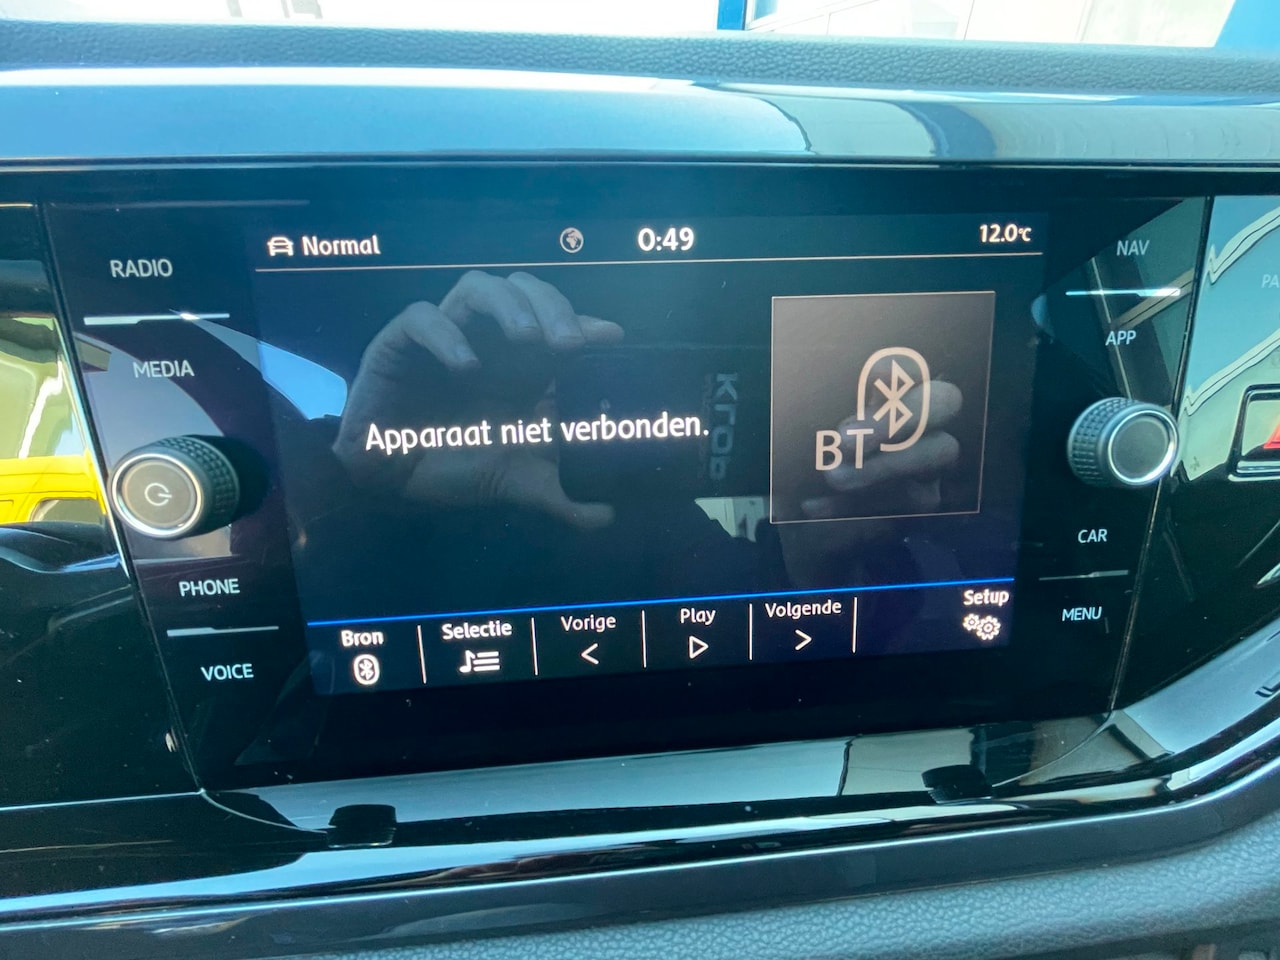 Normal
0:49
12.0°C
RADIO
MEDIA
PHONE
VOICE
NAV
APP
CAR
MENU
Apparaat niet verbonden.
BT
Bron
Selectie
Vorige
Play
Volgende
Setup